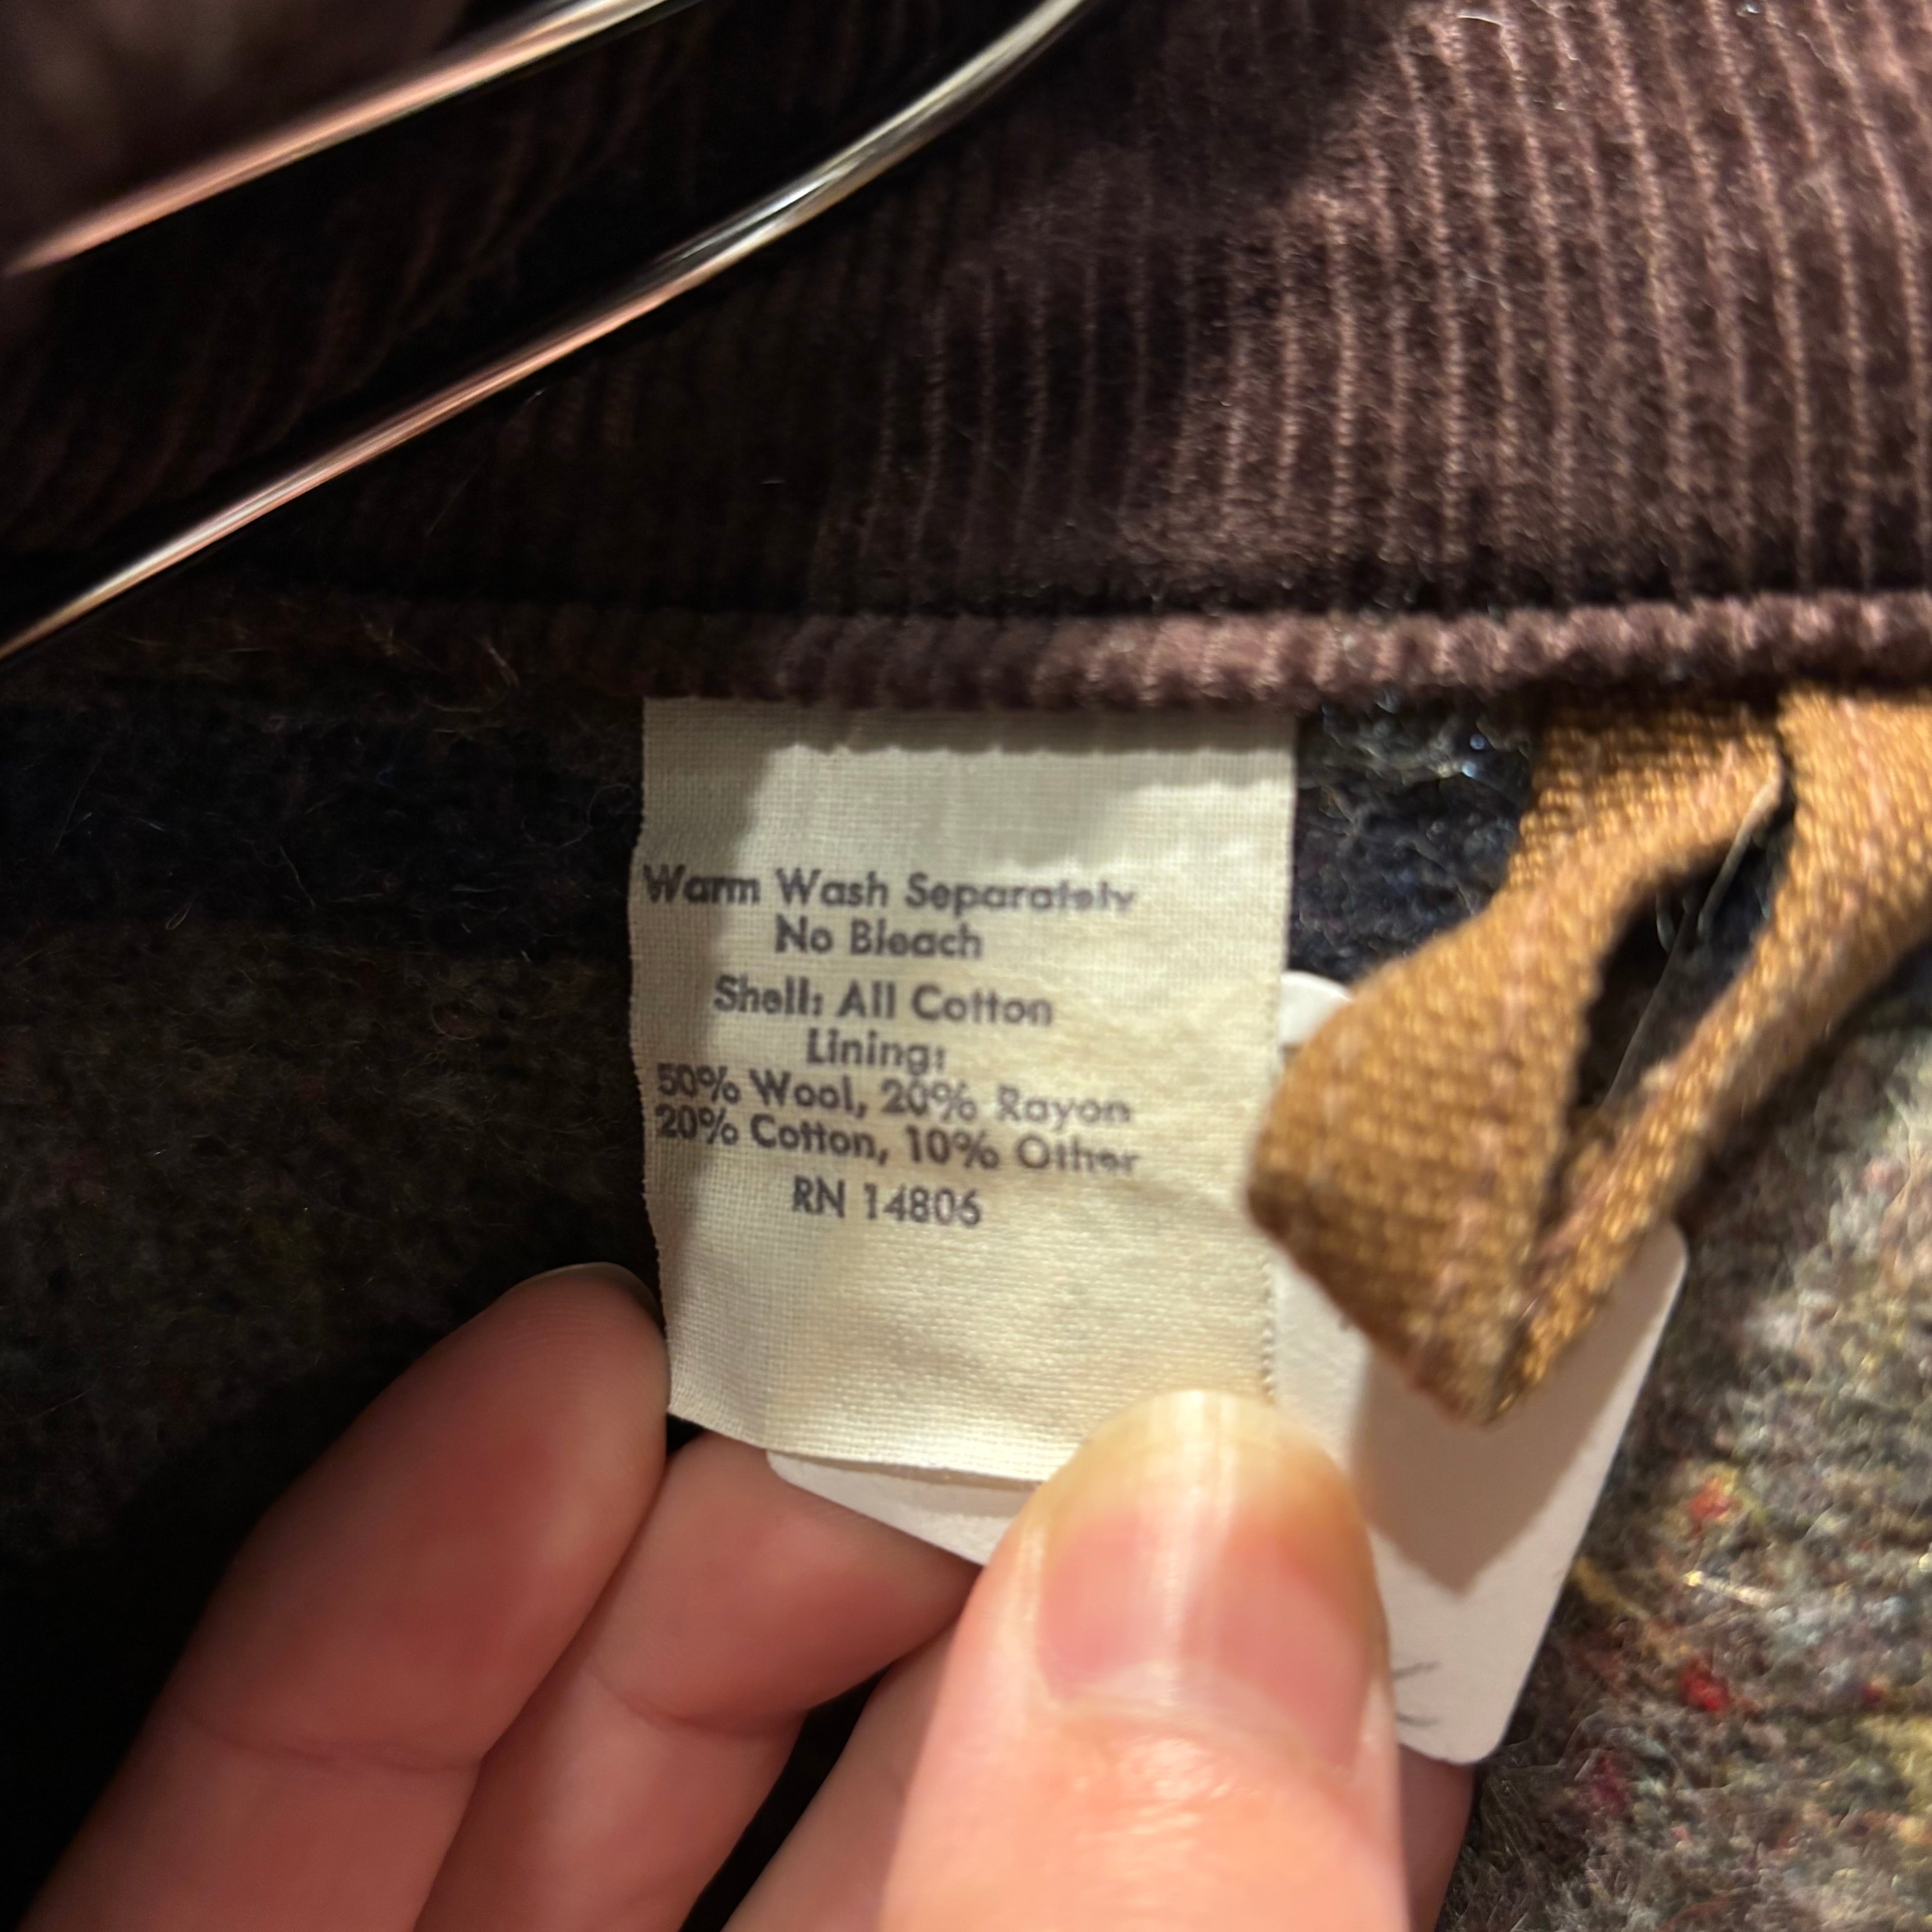 Warm Wash Separately
No Bleach
Shell: All Cotton
Lining:
50% Wool, 20% Rayon
20% Cotton, 10% Other
RN 14806